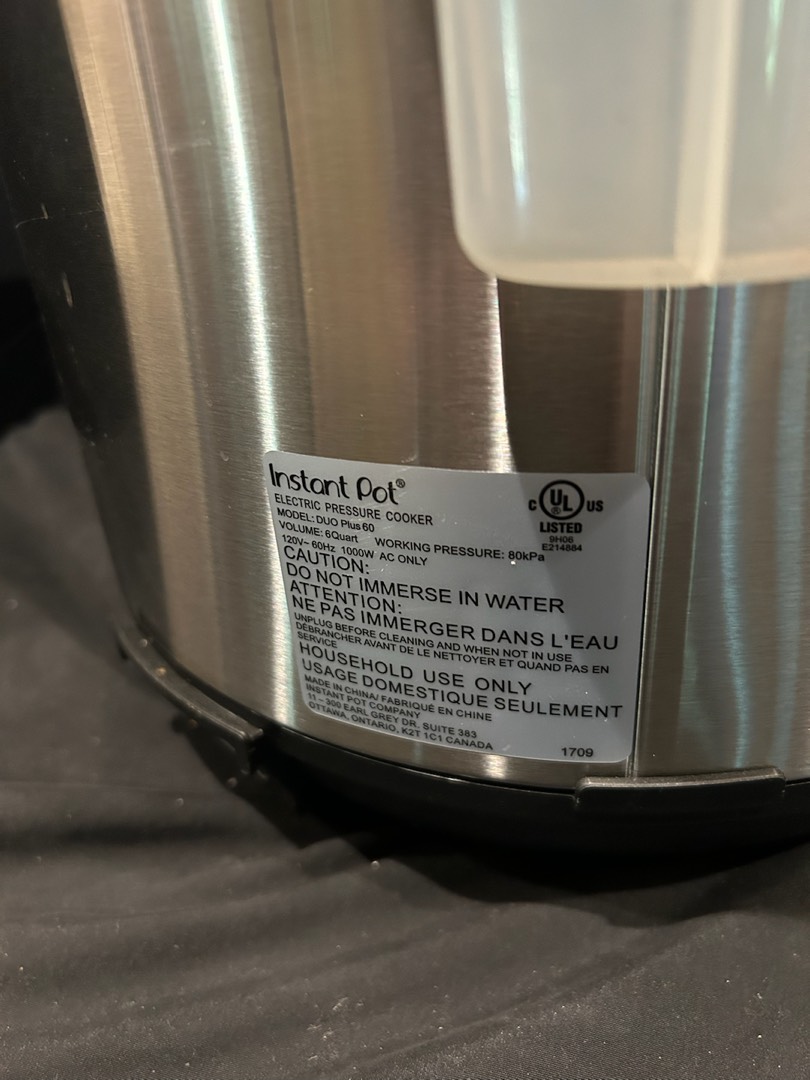 Instant Pot®
ELECTRIC PRESSURE COOKER
MODEL: DUO Plus 60
VOLUME: 6Quart WORKING PRESSURE: 80kPa
120V~ 60Hz 1000W AC ONLY
C UL® US
LISTED
9H06
E214884
CAUTION:
DO NOT IMMERSE IN WATER
ATTENTION:
NE PAS IMMERGER DANS L'EAU
UNPLUG BEFORE CLEANING AND WHEN NOT IN USE
DÉBRANCHER AVANT DE LE NETTOYER ET QUAND PAS EN
SERVICE
HOUSEHOLD USE ONLY
USAGE DOMESTIQUE SEULEMENT
MADE IN CHINA/ FABRIQUÉ EN CHINE
INSTANT POT COMPANY
11 – 300 EARL GREY DR. SUITE 383
OTTAWA, ONTARIO, K2T 1C1 CANADA
1709